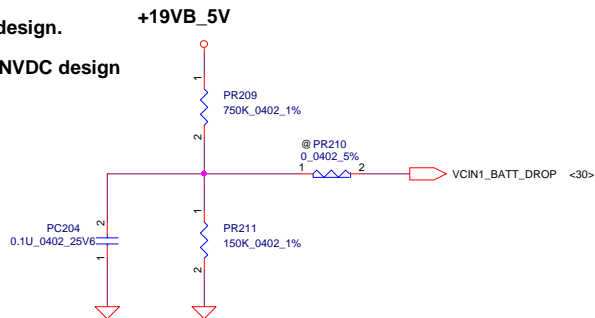 design.
+19VB_5V
NVDC design
1
PR209
750K_0402_1%
2
@ PR210
0_0402_5%
1
2
VCIN1_BATT_DROP <30>
PC204
0.1U_0402_25V6
2
1
1
PR211
150K_0402_1%
2